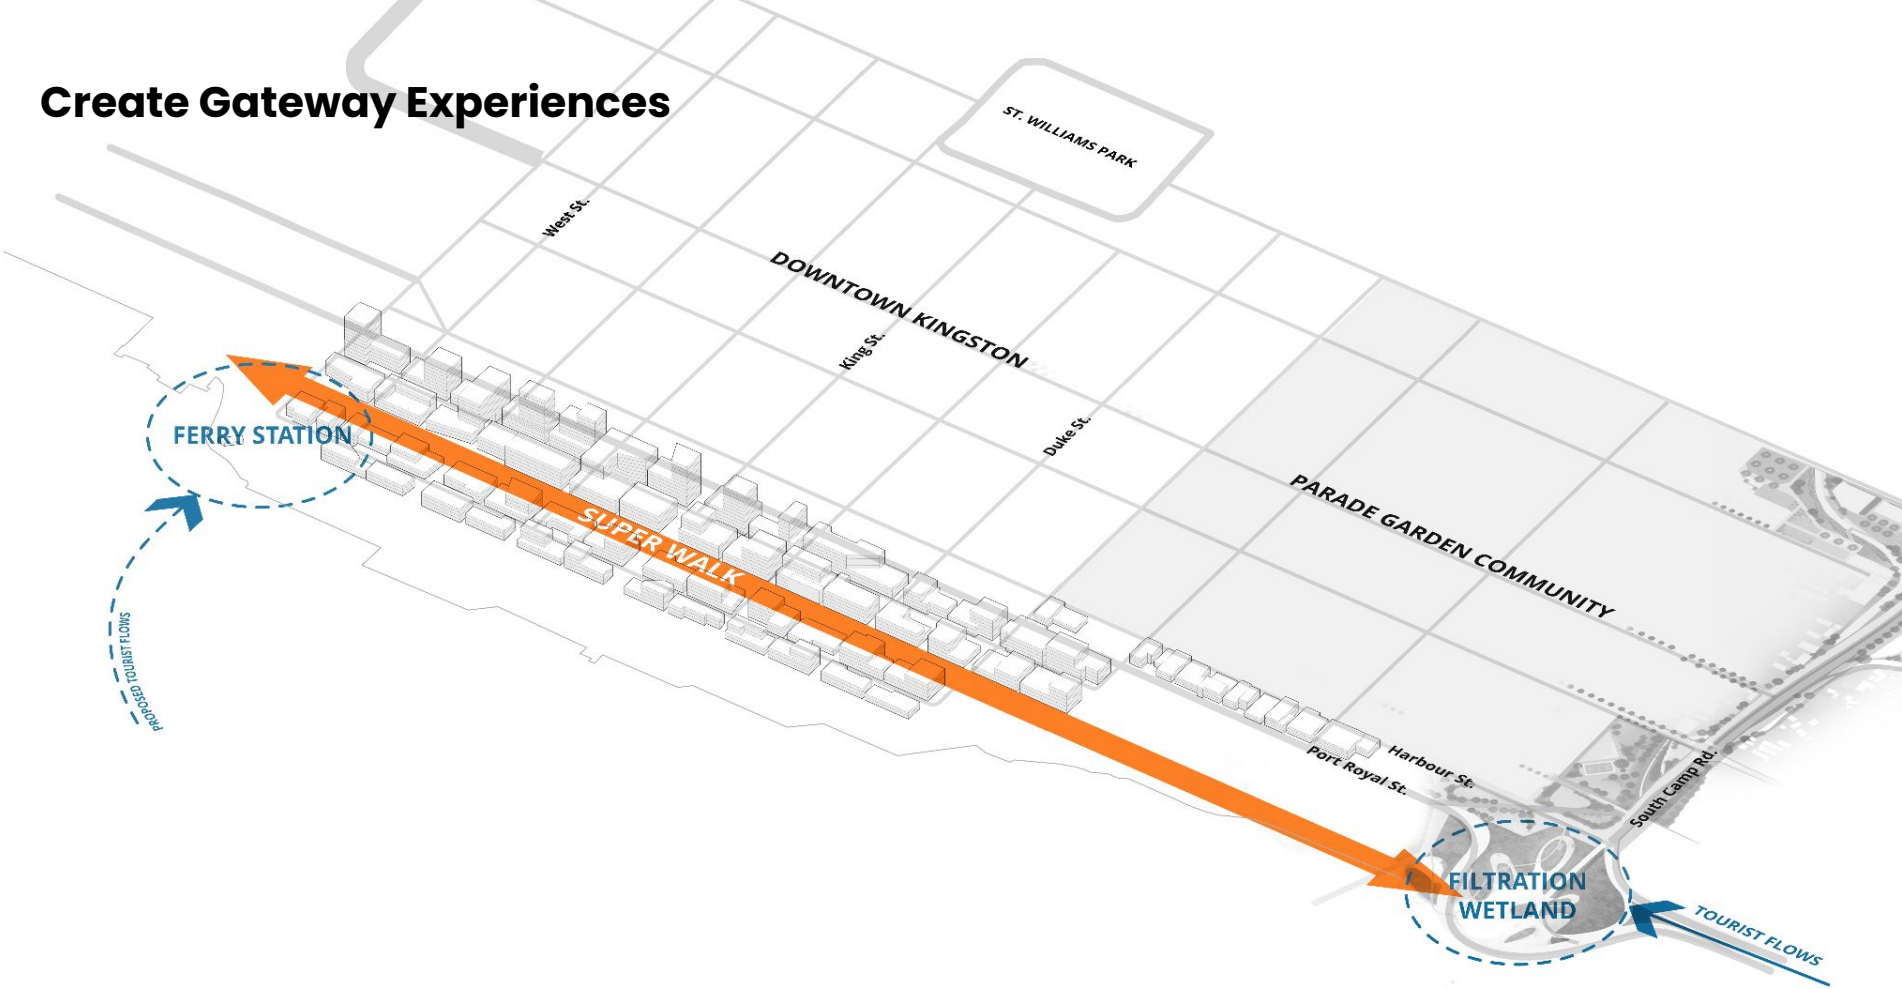 Create Gateway Experiences
ST. WILLIAMS PARK
West St.
DOWNTOWN KINGSTON
King St.
Duke St.
FERRY STATION
SUPER WALK
PARADE GARDEN COMMUNITY
PROPOSED TOURIST FLOWS
Harbour St.
Port Royal St.
South Camp Rd.
FILTRATION
WETLAND
TOURIST FLOWS